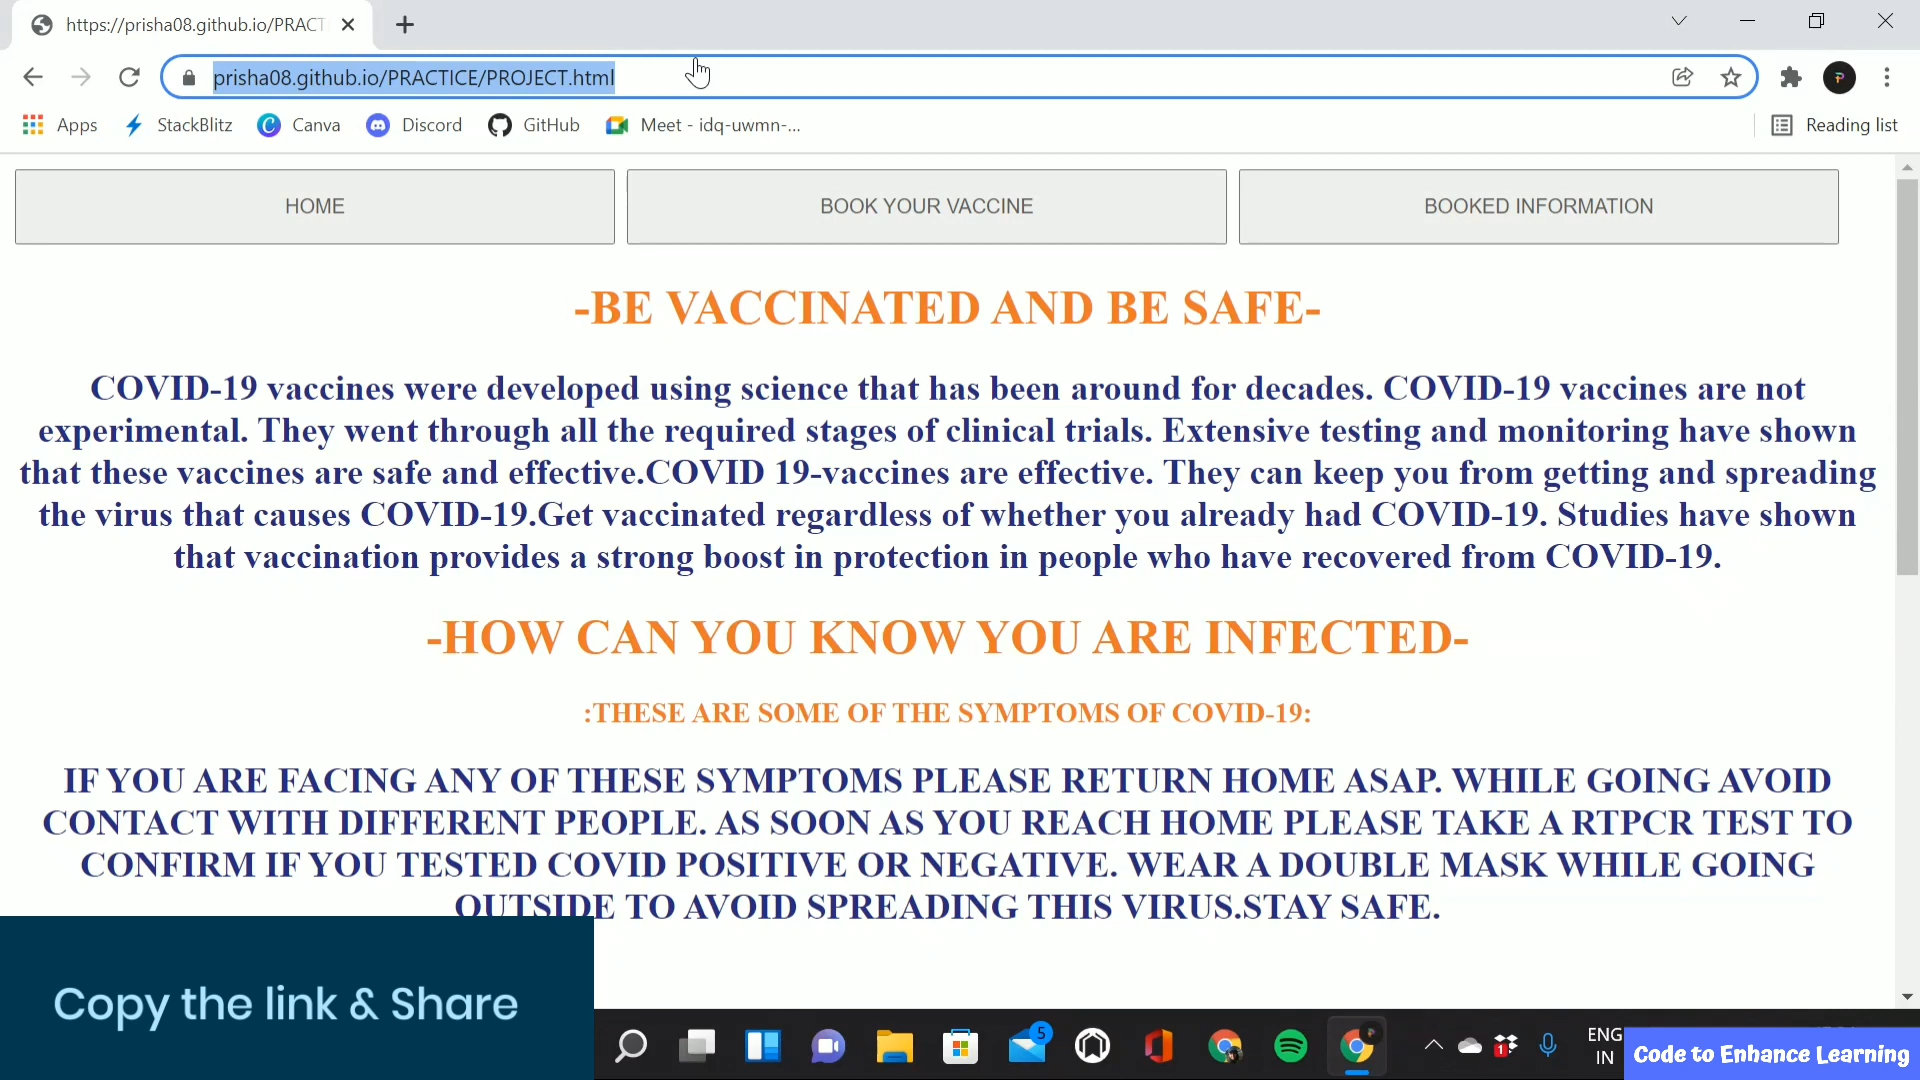 https://prisha08.github.io/PRACT
prisha08.github.io/PRACTICE/PROJECT.html
Apps StackBlitz Canva Discord GitHub Meet - idq-uwmn-... Reading list
HOME BOOK YOUR VACCINE BOOKED INFORMATION
-BE VACCINATED AND BE SAFE-
COVID-19 vaccines were developed using science that has been around for decades. COVID-19 vaccines are not
experimental. They went through all the required stages of clinical trials. Extensive testing and monitoring have shown
that these vaccines are safe and effective.COVID 19-vaccines are effective. They can keep you from getting and spreading
the virus that causes COVID-19.Get vaccinated regardless of whether you already had COVID-19. Studies have shown
that vaccination provides a strong boost in protection in people who have recovered from COVID-19.
-HOW CAN YOU KNOW YOU ARE INFECTED-
:THESE ARE SOME OF THE SYMPTOMS OF COVID-19:
IF YOU ARE FACING ANY OF THESE SYMPTOMS PLEASE RETURN HOME ASAP. WHILE GOING AVOID
CONTACT WITH DIFFERENT PEOPLE. AS SOON AS YOU REACH HOME PLEASE TAKE A RTPCR TEST TO
CONFIRM IF YOU TESTED COVID POSITIVE OR NEGATIVE. WEAR A DOUBLE MASK WHILE GOING
OUTSIDE TO AVOID SPREADING THIS VIRUS.STAY SAFE.
Copy the link & Share
5
1
ENG
IN
Code to Enhance Learning